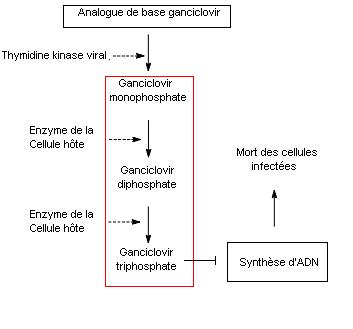 Analogue de base ganciclovir
Thymidine kinase viral
Ganciclovir
monophosphate
Enzyme de la
Cellule hôte
Ganciclovir
diphosphate
Mort des cellules
infectées
Enzyme de la
Cellule hôte
Ganciclovir
triphosphate
Synthèse d'ADN